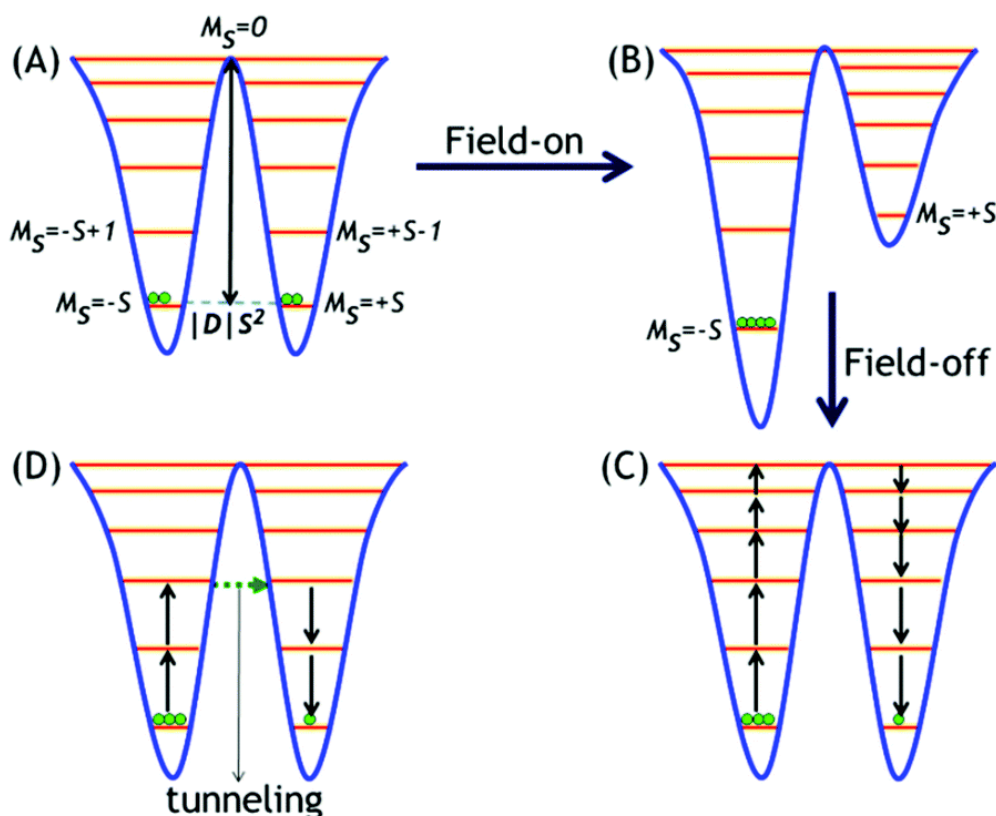 (A)
M_S=0
M_S=-S+1
M_S=+S-1
M_S=-S
M_S=+S
|D|S²
Field-on
(B)
M_S=+S
M_S=-S
Field-off
(D)
tunneling
(C)